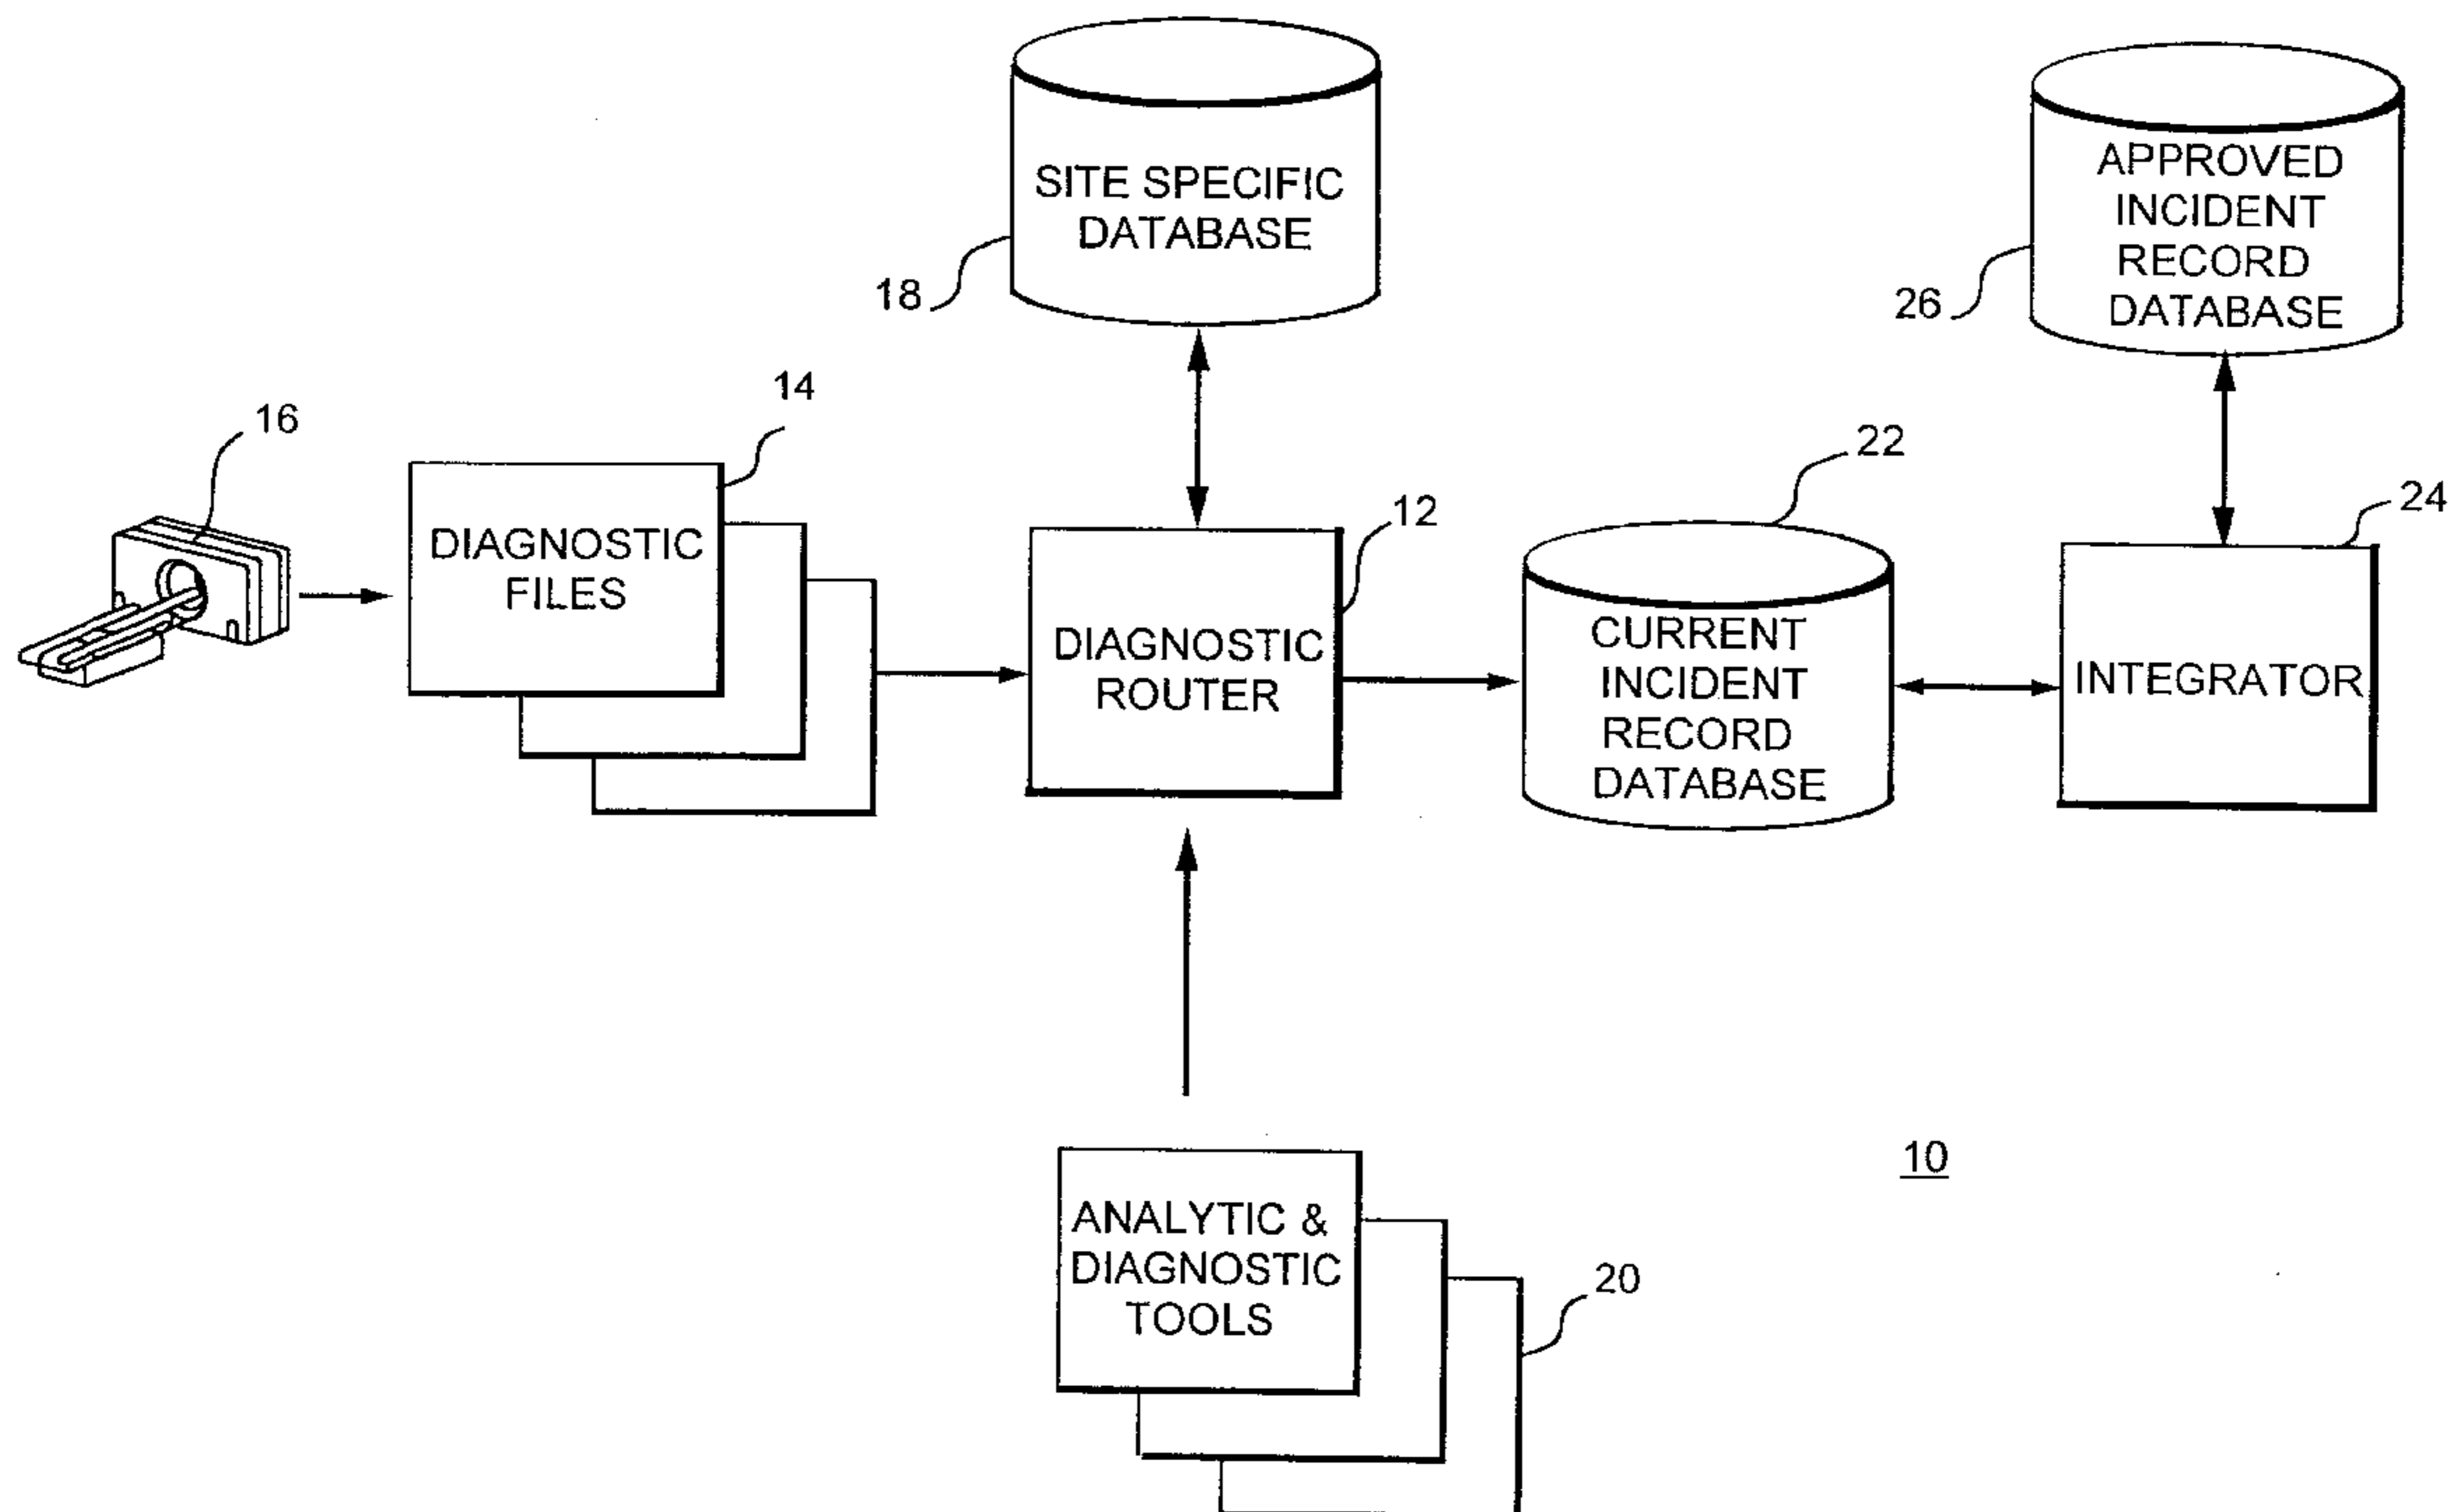 SITE SPECIFIC
DATABASE
18
APPROVED
INCIDENT
RECORD
DATABASE
26
16
14
DIAGNOSTIC
FILES
12
DIAGNOSTIC
ROUTER
22
CURRENT
INCIDENT
RECORD
DATABASE
24
INTEGRATOR
10
ANALYTIC &
DIAGNOSTIC
TOOLS
20